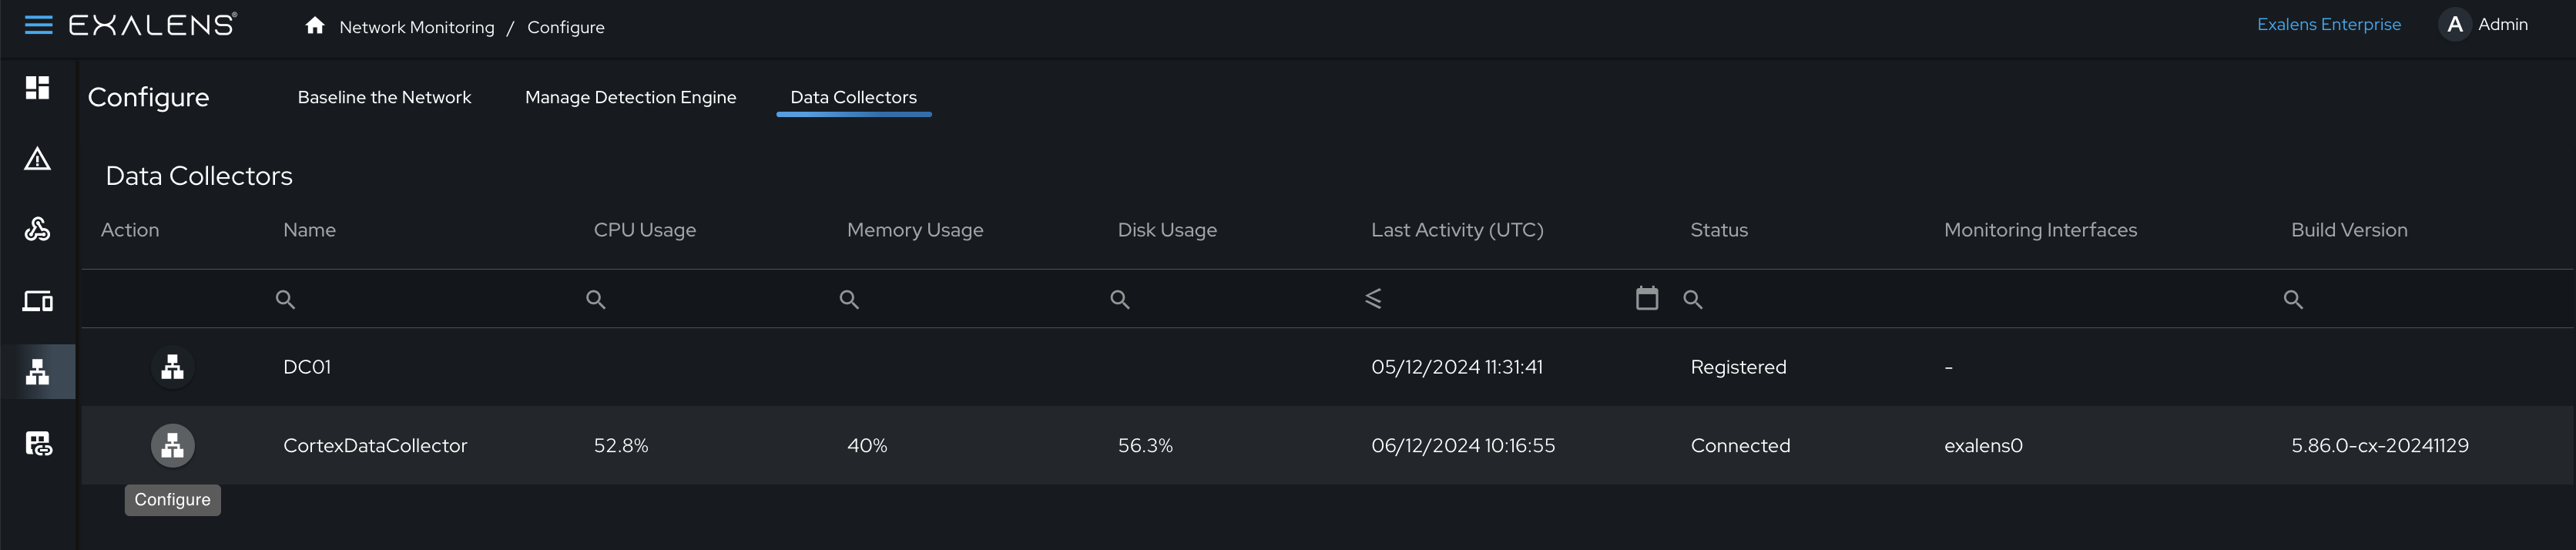 EXALENS®
Network Monitoring / Configure
Exalens Enterprise
A Admin
Configure
Baseline the Network
Manage Detection Engine
Data Collectors
Data Collectors
Action Name CPU Usage Memory Usage Disk Usage Last Activity (UTC) Status Monitoring Interfaces Build Version
DC01 05/12/2024 11:31:41 Registered -
CortexDataCollector 52.8% 40% 56.3% 06/12/2024 10:16:55 Connected exalens0 5.86.0-cx-20241129
Configure